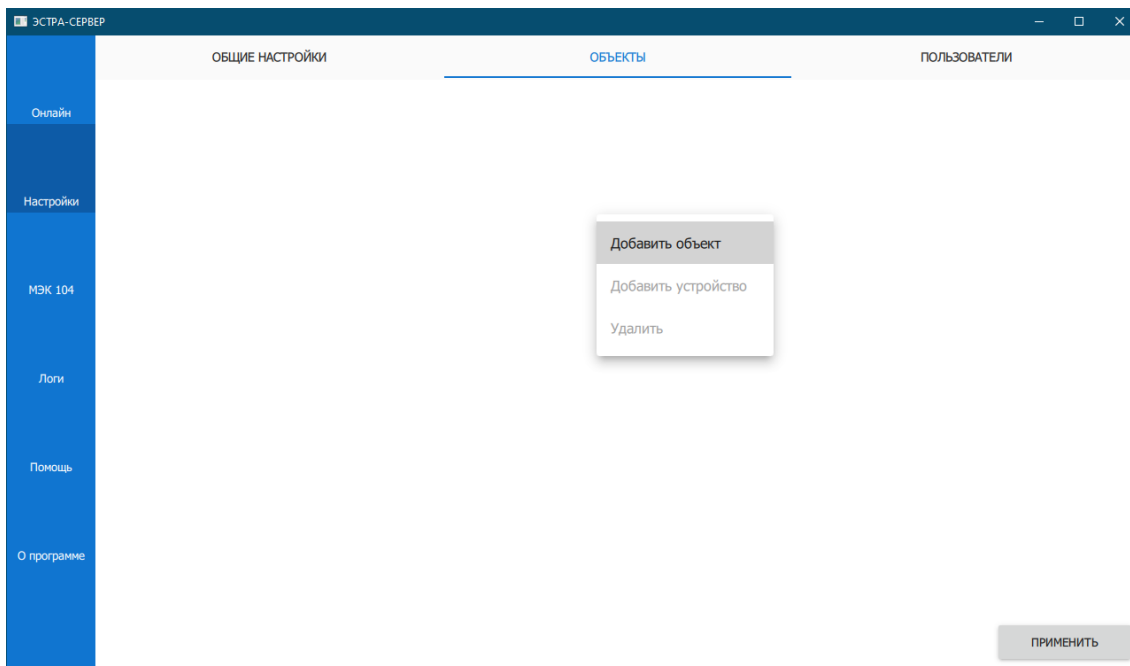 ЭСТРА-СЕРВЕР
ОБЩИЕ НАСТРОЙКИ
ОБЪЕКТЫ
ПОЛЬЗОВАТЕЛИ
Онлайн
Настройки
МЭК 104
Логи
Помощь
О программе
Добавить объект
Добавить устройство
Удалить
ПРИМЕНИТЬ